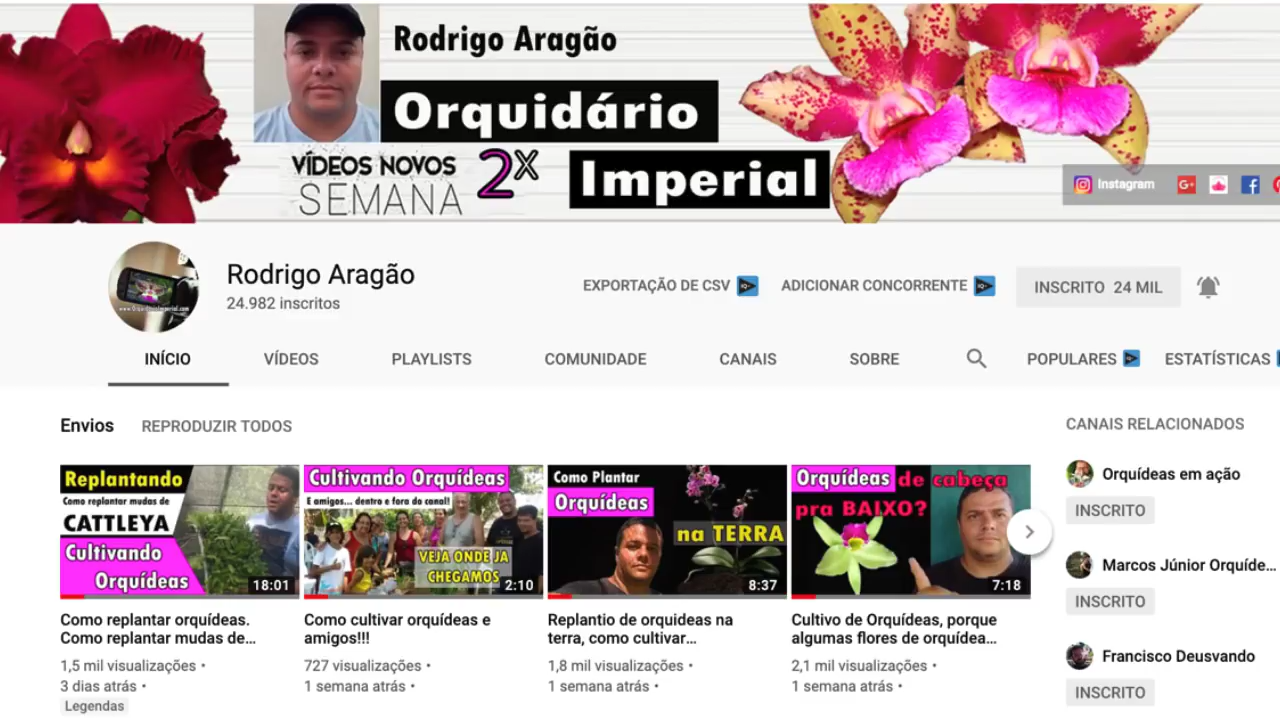 Rodrigo Aragão
Orquidário
VÍDEOS NOVOS
SEMANA 2X
Imperial
Instagram
Rodrigo Aragão
24.982 inscritos
EXPORTAÇÃO DE CSV
ADICIONAR CONCORRENTE
INSCRITO 24 MIL
INÍCIO VÍDEOS PLAYLISTS COMUNIDADE CANAIS SOBRE POPULARES ESTATÍSTICAS
Envios REPRODUZIR TODOS
Replantando
Como replantar mudas de
CATTLEYA
Cultivando
Orquídeas
18:01
Cultivando Orquídeas
E amigos... dentro e fora do canal!
VEJA ONDE JA
CHEGAMOS
2:10
Como Plantar
Orquídeas
na TERRA
8:37
Orquídeas de cabeça
pra BAIXO?
7:18
Como replantar orquídeas.
Como replantar mudas de...
1,5 mil visualizações •
3 dias atrás •
Legendas
Como cultivar orquídeas e
amigos!!!
727 visualizações •
1 semana atrás •
Replantio de orquideas na
terra, como cultivar...
1,8 mil visualizações •
1 semana atrás •
Cultivo de Orquídeas, porque
algumas flores de orquídea...
2,1 mil visualizações •
1 semana atrás •
CANAIS RELACIONADOS
Orquídeas em ação
INSCRITO
Marcos Júnior Orquíde...
INSCRITO
Francisco Deusvando
INSCRITO